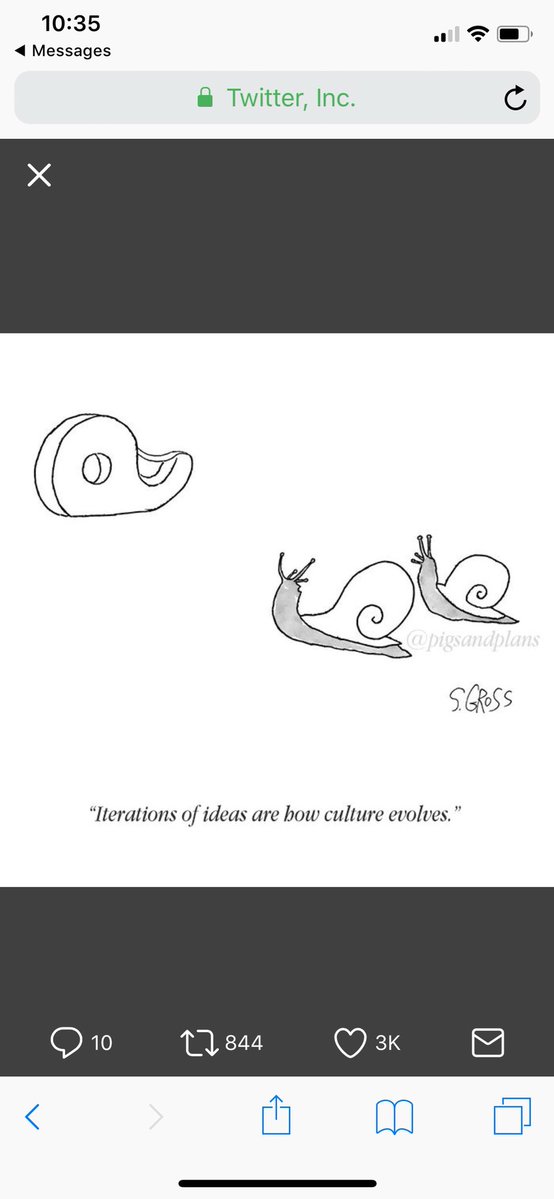 10:35
Messages
Twitter, Inc.
@pigsandplans
S.GROSS
“Iterations of ideas are how culture evolves.”
10 844 3K